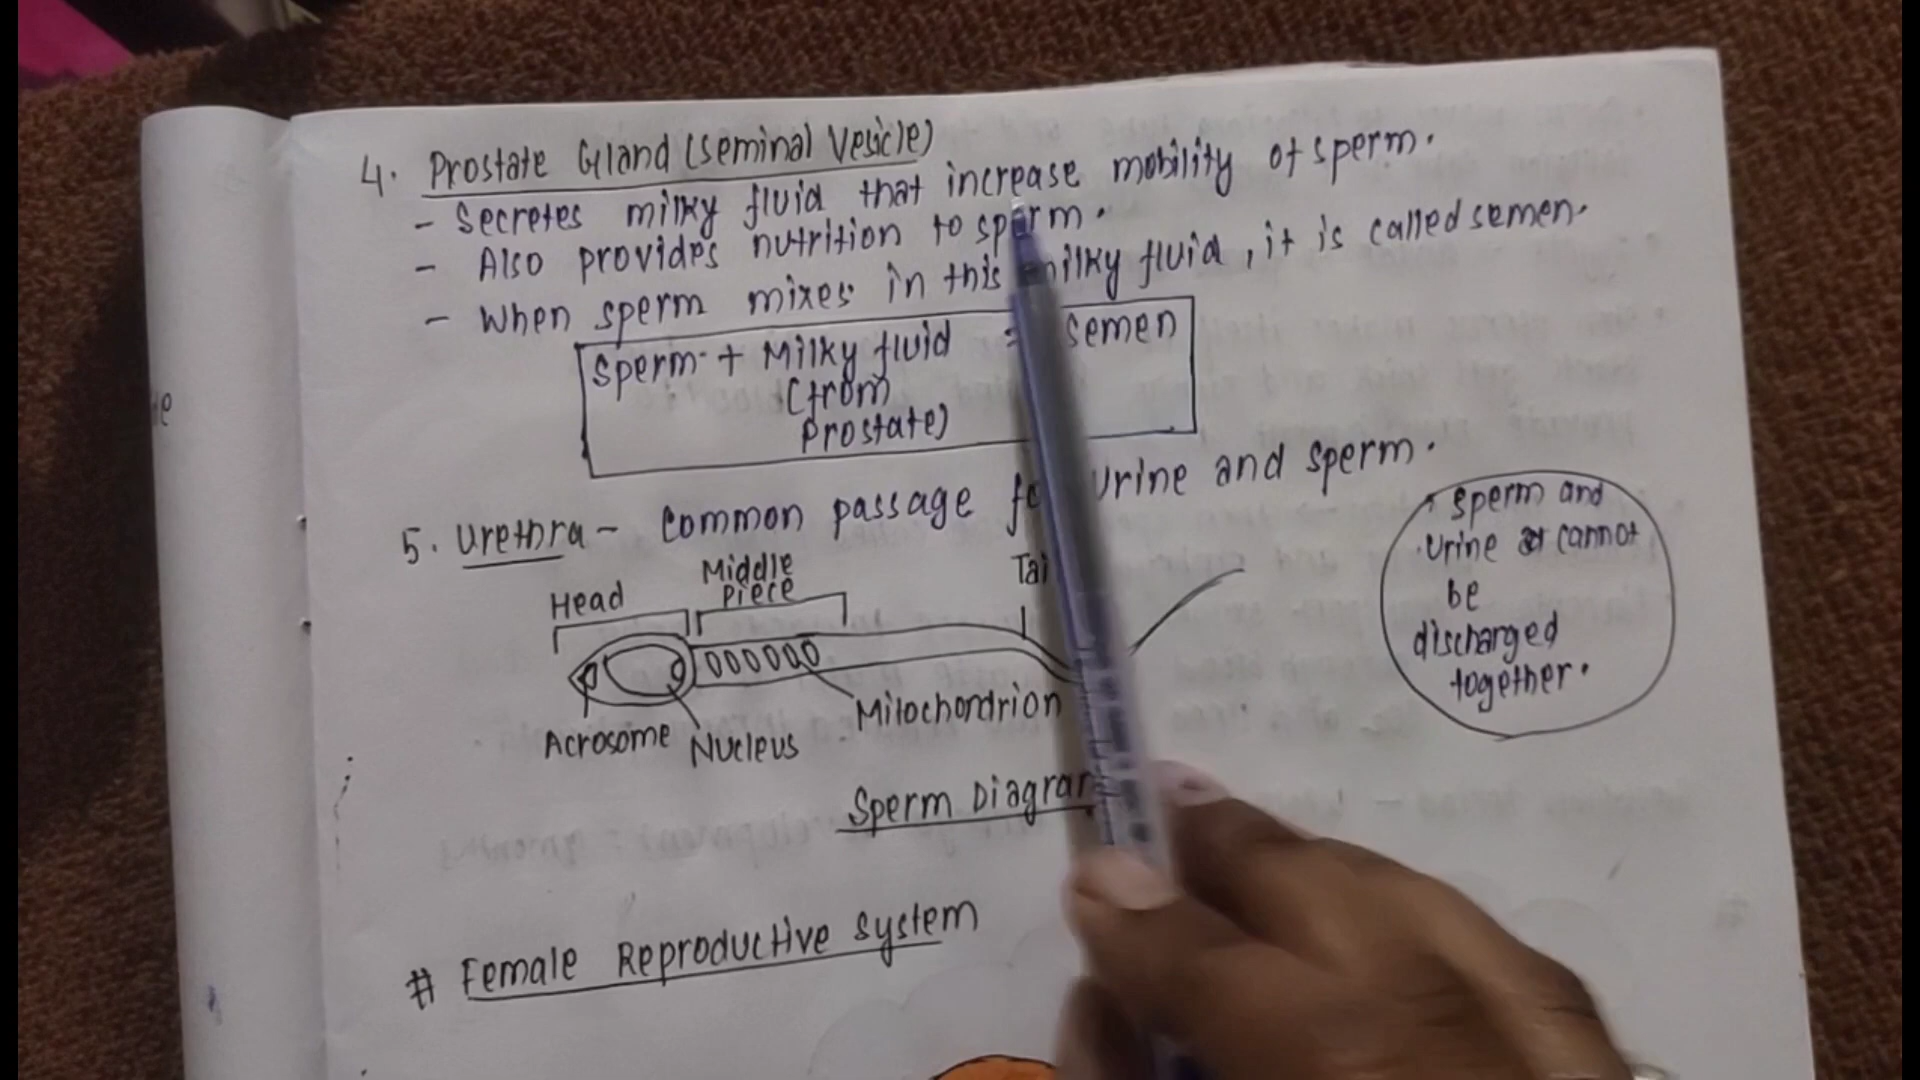 4. Prostate Gland (Seminal Vesicle)
- Secretes milky fluid that increase mobility of sperm.
- Also provides nutrition to sperm.
- When sperm mixes in this milky fluid, it is called semen.
Sperm + Milky fluid = semen
(from
Prostate)
5. Urethra - Common passage for urine and sperm.
Sperm and
urine cannot
be
discharged
together.
Head
Middle
Piece
Tai
Acrosome
Nucleus
Mitochondrion
Sperm Diagram
# Female Reproductive System